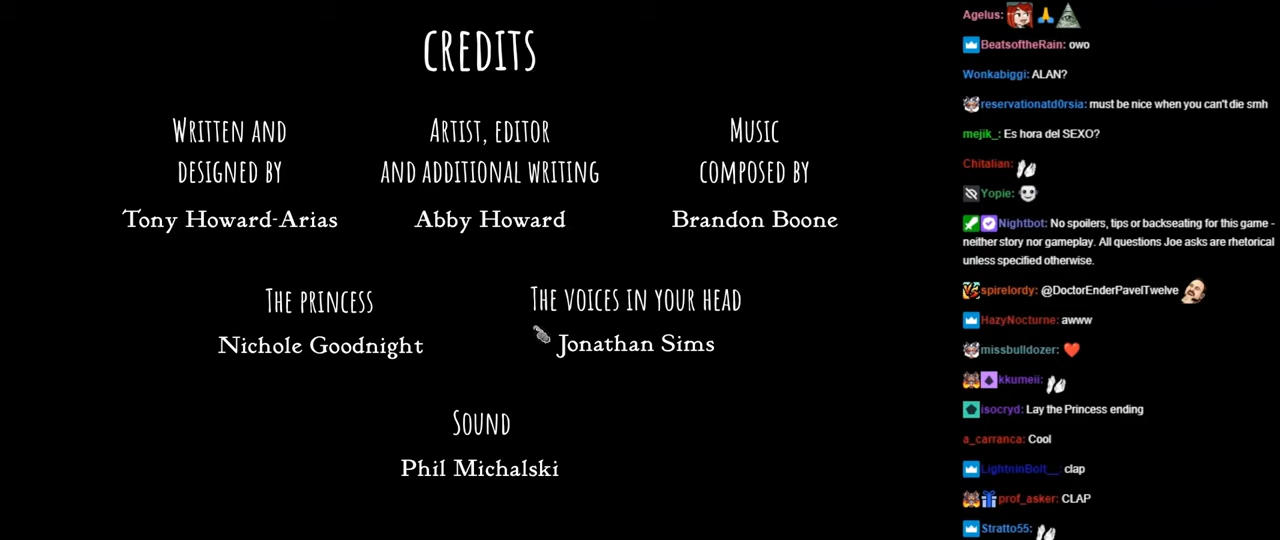 CREDITS
WRITTEN AND
DESIGNED BY
Tony Howard-Arias
ARTIST, EDITOR
AND ADDITIONAL WRITING
Abby Howard
MUSIC
COMPOSED BY
Brandon Boone
THE PRINCESS
Nichole Goodnight
THE VOICES IN YOUR HEAD
Jonathan Sims
SOUND
Phil Michalski
Agelus:
BeatsoftheRain: owo
Wonkabiggi: ALAN?
reservationatd0rsia: must be nice when you can't die smh
mejik_: Es hora del SEXO?
Chitalian:
Yopie:
Nightbot: No spoilers, tips or backseating for this game -
neither story nor gameplay. All questions Joe asks are rhetorical
unless specified otherwise.
spirelordy: @DoctorEnderPavelTwelve
HazyNocturne: awww
missbulldozer:
kkumeii:
isocryd: Lay the Princess ending
a_carranca: Cool
LightninBolt__: clap
prof_asker: CLAP
Stratto55: